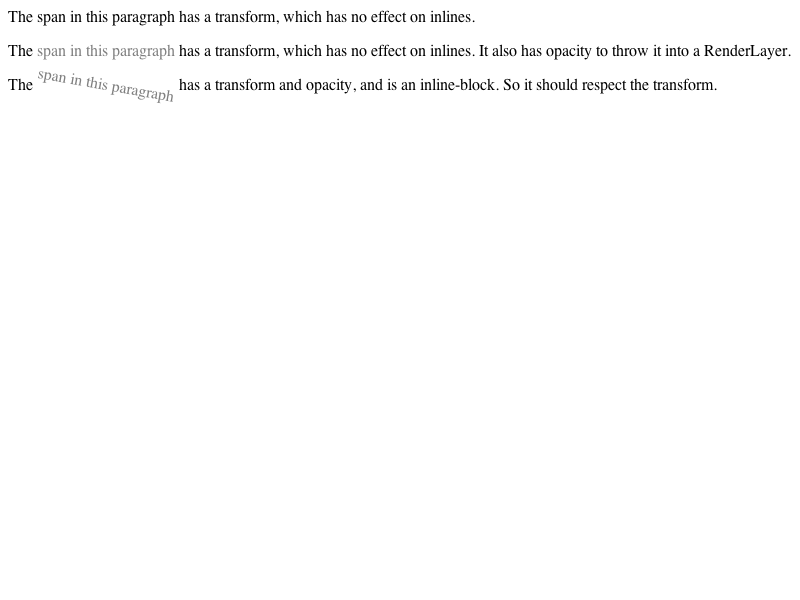 The span in this paragraph has a transform, which has no effect on inlines.
The span in this paragraph has a transform, which has no effect on inlines. It also has opacity to throw it into a RenderLayer.
The span in this paragraph has a transform and opacity, and is an inline-block. So it should respect the transform.